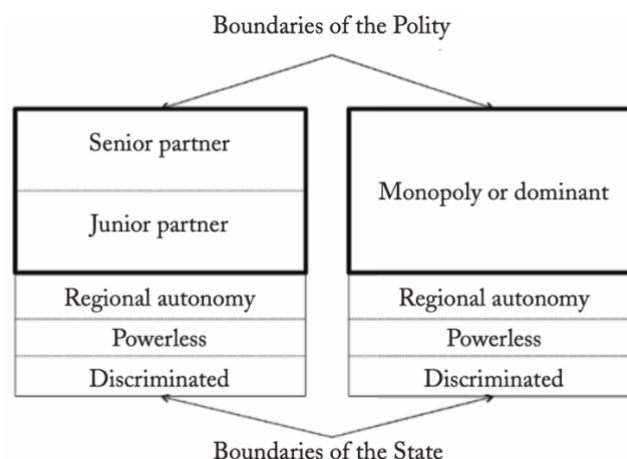 Boundaries of the Polity
Senior partner
Junior partner
Regional autonomy
Powerless
Discriminated
Monopoly or dominant
Regional autonomy
Powerless
Discriminated
Boundaries of the State